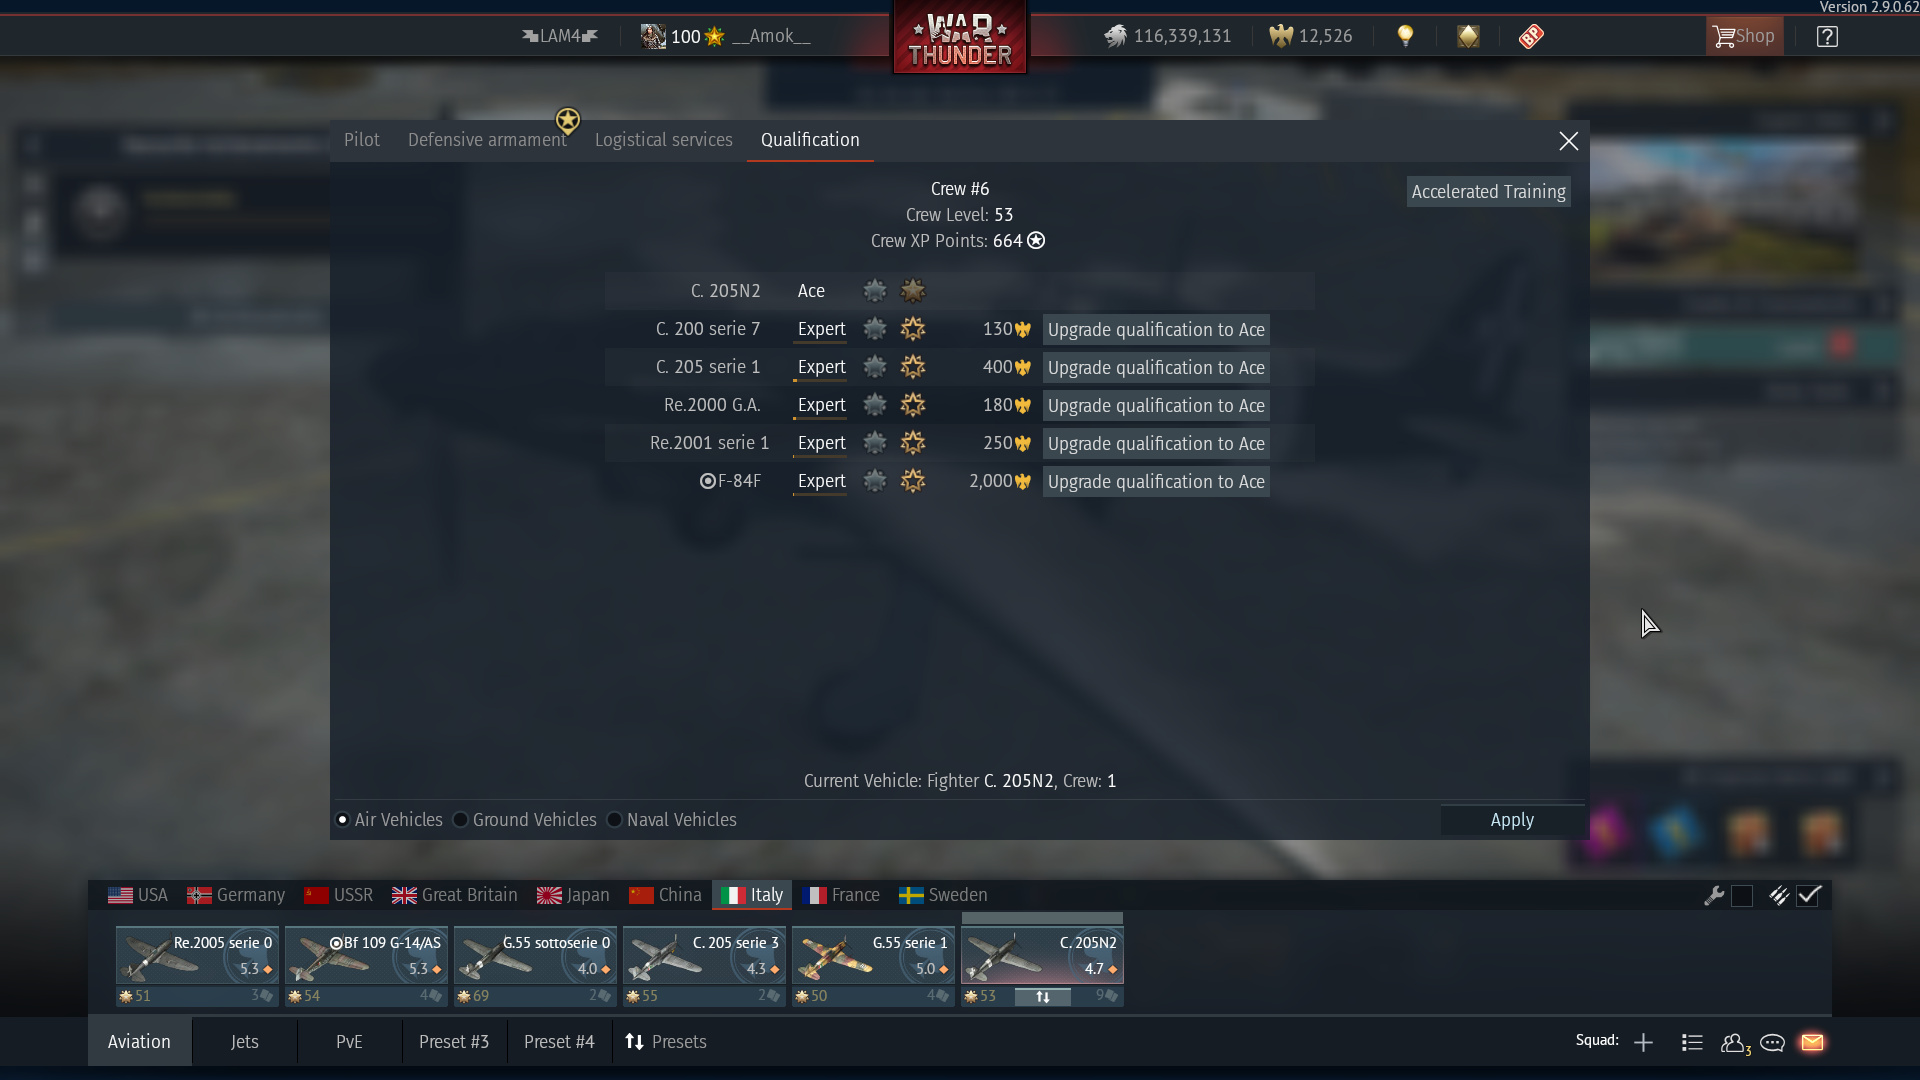 Version 2.9.0.62
LAM4
100 __Amok__
WAR THUNDER
116,339,131
12,526
BP
Shop
?
Pilot
Defensive armament
Logistical services
Qualification
Crew #6
Accelerated Training
Crew Level: 53
Crew XP Points: 664
C. 205N2 Ace
C. 200 serie 7 Expert 130 Upgrade qualification to Ace
C. 205 serie 1 Expert 400 Upgrade qualification to Ace
Re.2000 G.A. Expert 180 Upgrade qualification to Ace
Re.2001 serie 1 Expert 250 Upgrade qualification to Ace
F-84F Expert 2,000 Upgrade qualification to Ace
Current Vehicle: Fighter C. 205N2, Crew: 1
Air Vehicles Ground Vehicles Naval Vehicles
Apply
USA Germany USSR Great Britain Japan China Italy France Sweden
Re.2005 serie 0 Bf 109 G-14/AS G.55 sottoserie 0 C. 205 serie 3 G.55 serie 1 C. 205N2
5.3 5.3 4.0 4.3 5.0 4.7
51 3 54 4 69 2 55 2 50 4 53 9
Aviation Jets PvE Preset #3 Preset #4 Presets
Squad:
3